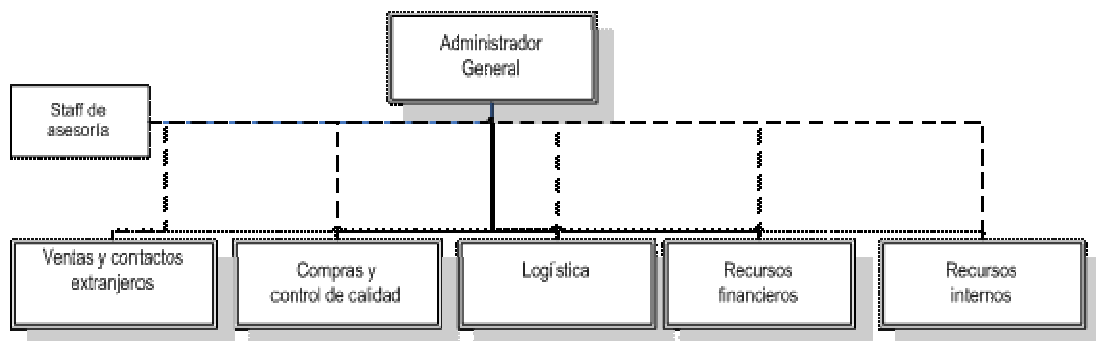 Administrador
General
Staff de
asesoría
Ventas y contactos
extranjeros
Compras y
control de calidad
Logística
Recursos
financieros
Recursos
internos